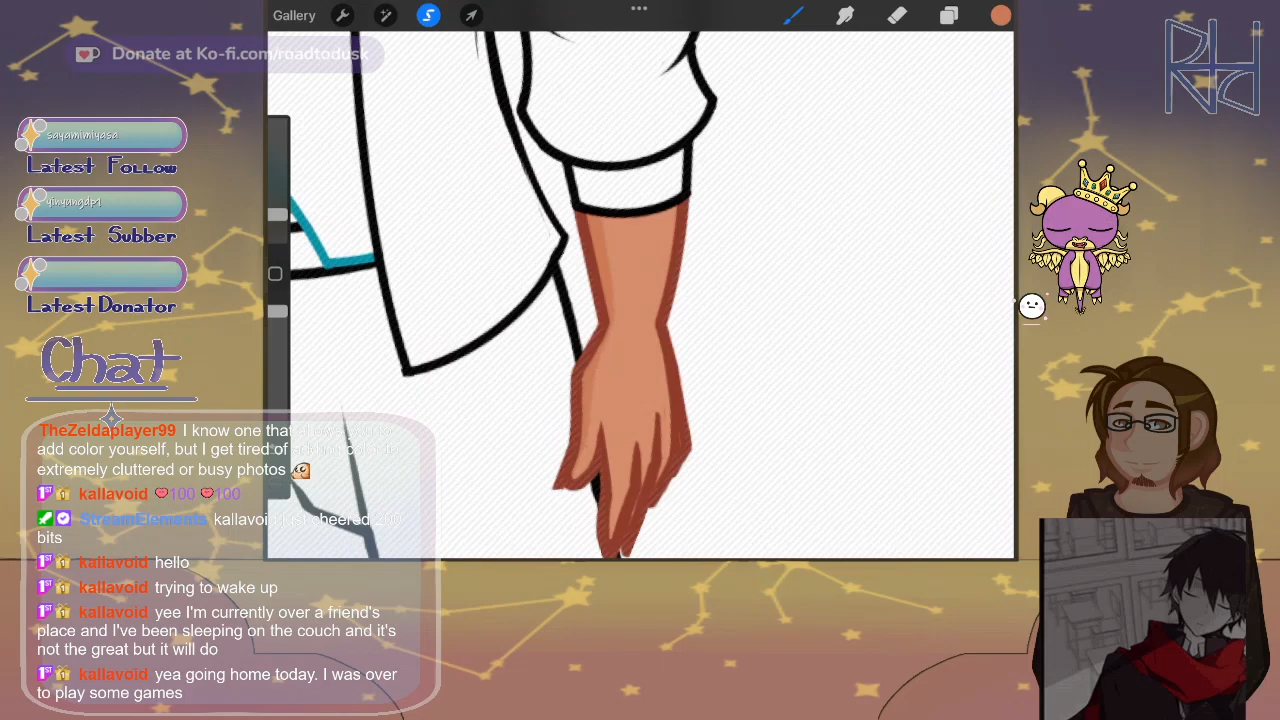 Gallery
Donate at Ko-fi.com/roadtodusk
sayamimiyasa
Latest Follow
yinyangdp1
Latest Subber
Latest Donator
Chat
TheZeldaplayer99 I know one that
add color yourself, but I get tired of
extremely cluttered or busy photos
kallavoid 100 100
StreamElements kallavoid just cheered 200
bits
kallavoid hello
kallavoid trying to wake up
kallavoid yee I'm currently over a friend's
place and I've been sleeping on the couch and it's
not the great but it will do
kallavoid yea going home today. I was over
to play some games